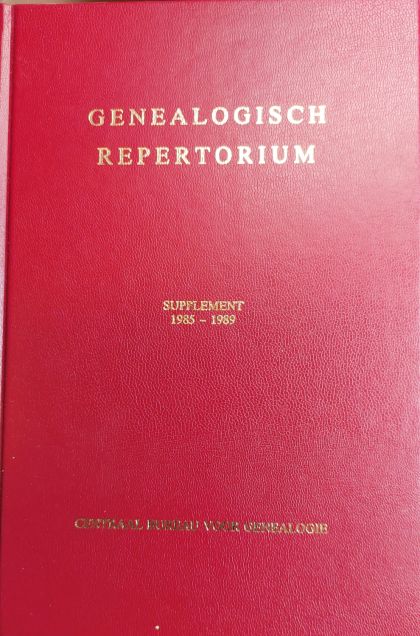 GENEALOGISCH
REPERTORIUM
SUPPLEMENT
1985 - 1989
CENTRAAL BUREAU VOOR GENEALOGIE